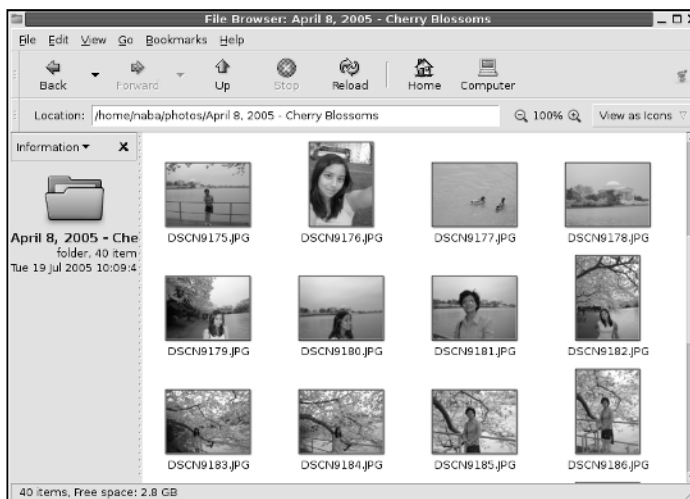 File Browser: April 8, 2005 - Cherry Blossoms
File Edit View Go Bookmarks Help
Back Forward Up Stop Reload Home Computer
Location: /home/naba/photos/April 8, 2005 - Cherry Blossoms 100% View as Icons
Information
April 8, 2005 - Che
folder, 40 item
Tue 19 Jul 2005 10:09:4
DSCN9175.JPG DSCN9176.JPG DSCN9177.JPG DSCN9178.JPG
DSCN9179.JPG DSCN9180.JPG DSCN9181.JPG DSCN9182.JPG
DSCN9183.JPG DSCN9184.JPG DSCN9185.JPG DSCN9186.JPG
40 items, Free space: 2.8 GB